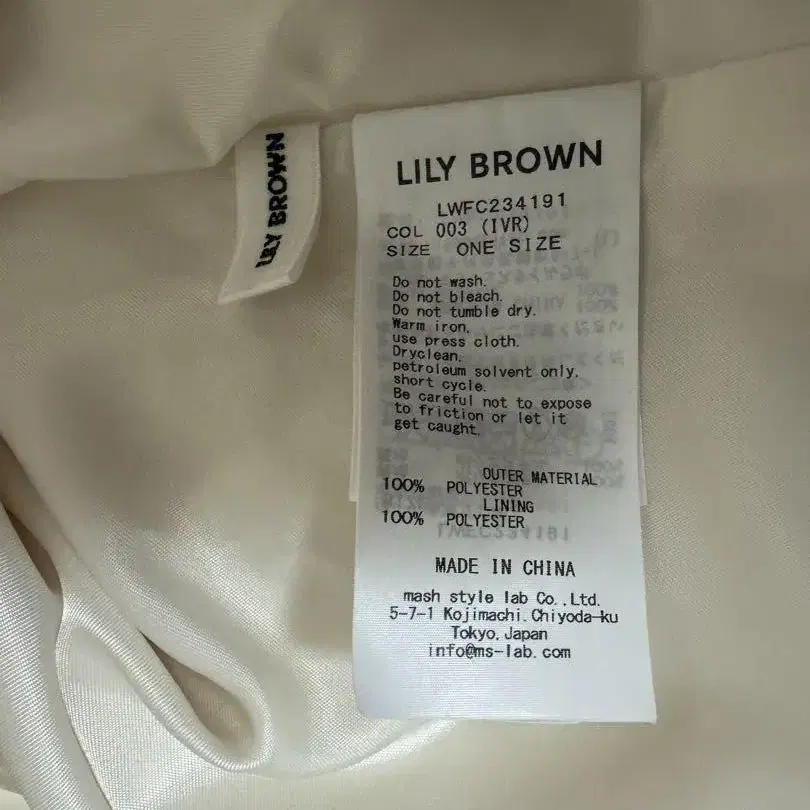 LILY BROWN
LILY BROWN
LWFC234191
COL 003 (IVR)
SIZE ONE SIZE
Do not wash.
Do not bleach.
Do not tumble dry.
Warm iron,
use press cloth.
Dryclean,
petroleum solvent only,
short cycle.
Be careful not to expose
to friction or let it
get caught.
OUTER MATERIAL
100% POLYESTER
LINING
100% POLYESTER
MADE IN CHINA
mash style lab Co.,Ltd.
5-7-1 Kojimachi.Chiyoda-ku
Tokyo.Japan
info@ms-lab.com